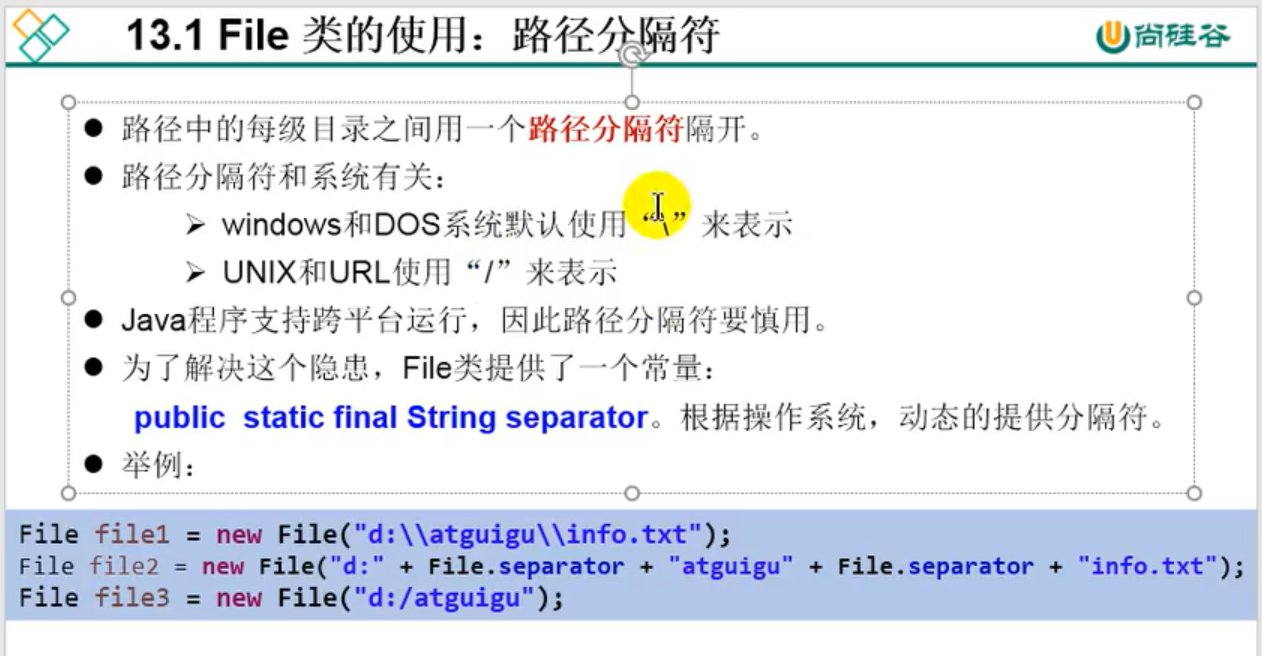 13.1 File 类的使用：路径分隔符
尚硅谷
● 路径中的每级目录之间用一个路径分隔符隔开。
● 路径分隔符和系统有关：
➢ windows和DOS系统默认使用“\”来表示
➢ UNIX和URL使用“/”来表示
● Java程序支持跨平台运行，因此路径分隔符要慎用。
● 为了解决这个隐患，File类提供了一个常量：
public static final String separator。根据操作系统，动态的提供分隔符。
● 举例：
File file1 = new File("d:\\atguigu\\info.txt");
File file2 = new File("d:" + File.separator + "atguigu" + File.separator + "info.txt");
File file3 = new File("d:/atguigu");